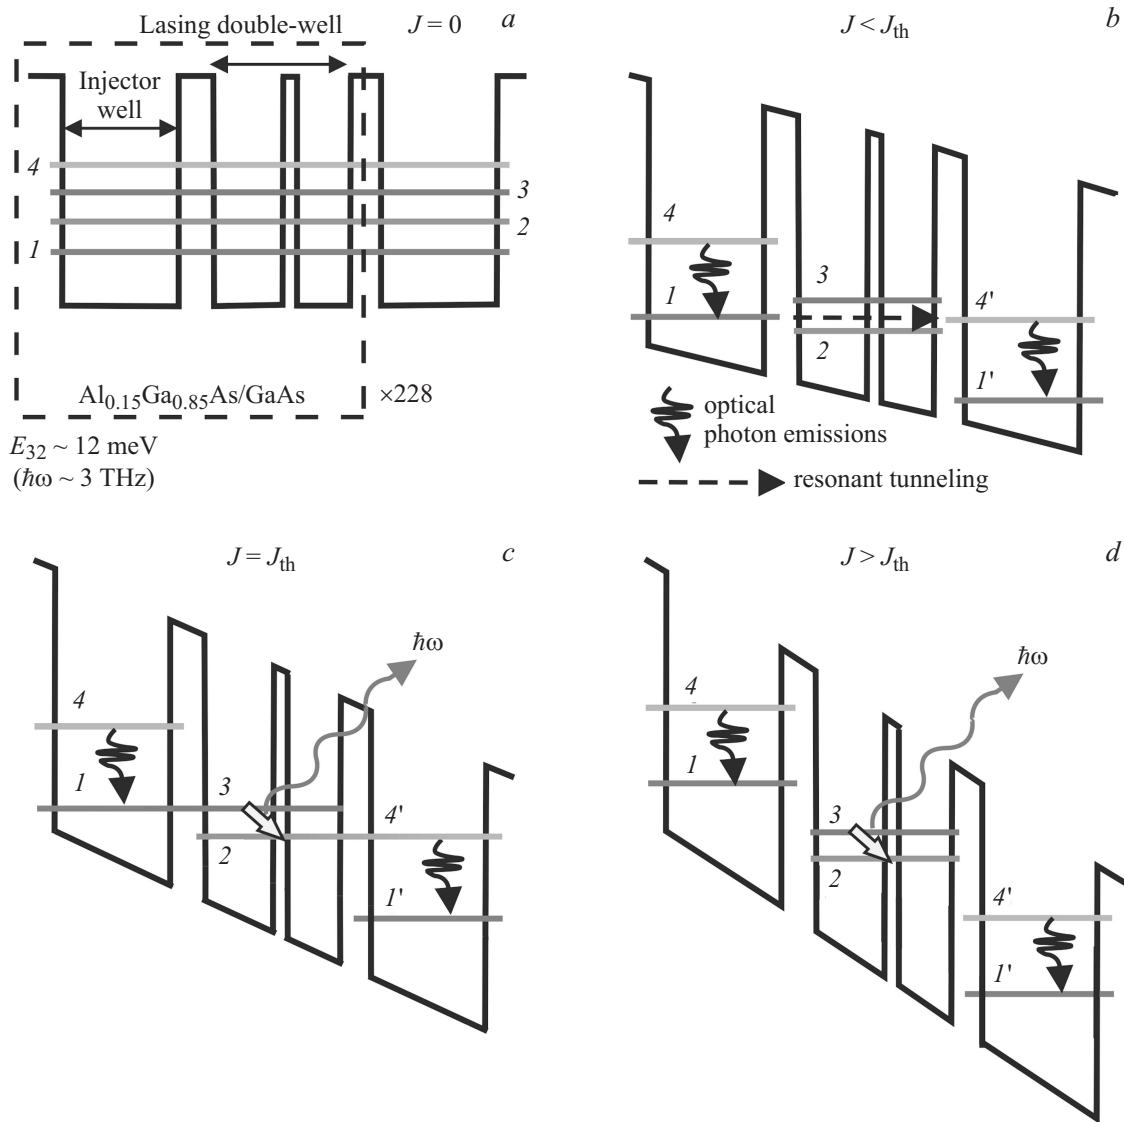 Lasing double-well
J = 0
a
Injector
well
4
3
2
1
Al0.15Ga0.85As/GaAs
×228
E32 ~ 12 meV
(ħω ~ 3 THz)
J < Jth
b
4
3
1
4'
2
1'
optical
photon emissions
resonant tunneling
J = Jth
c
ħω
4
1
3
4'
2
1'
J > Jth
d
ħω
4
1
3
2
4'
1'